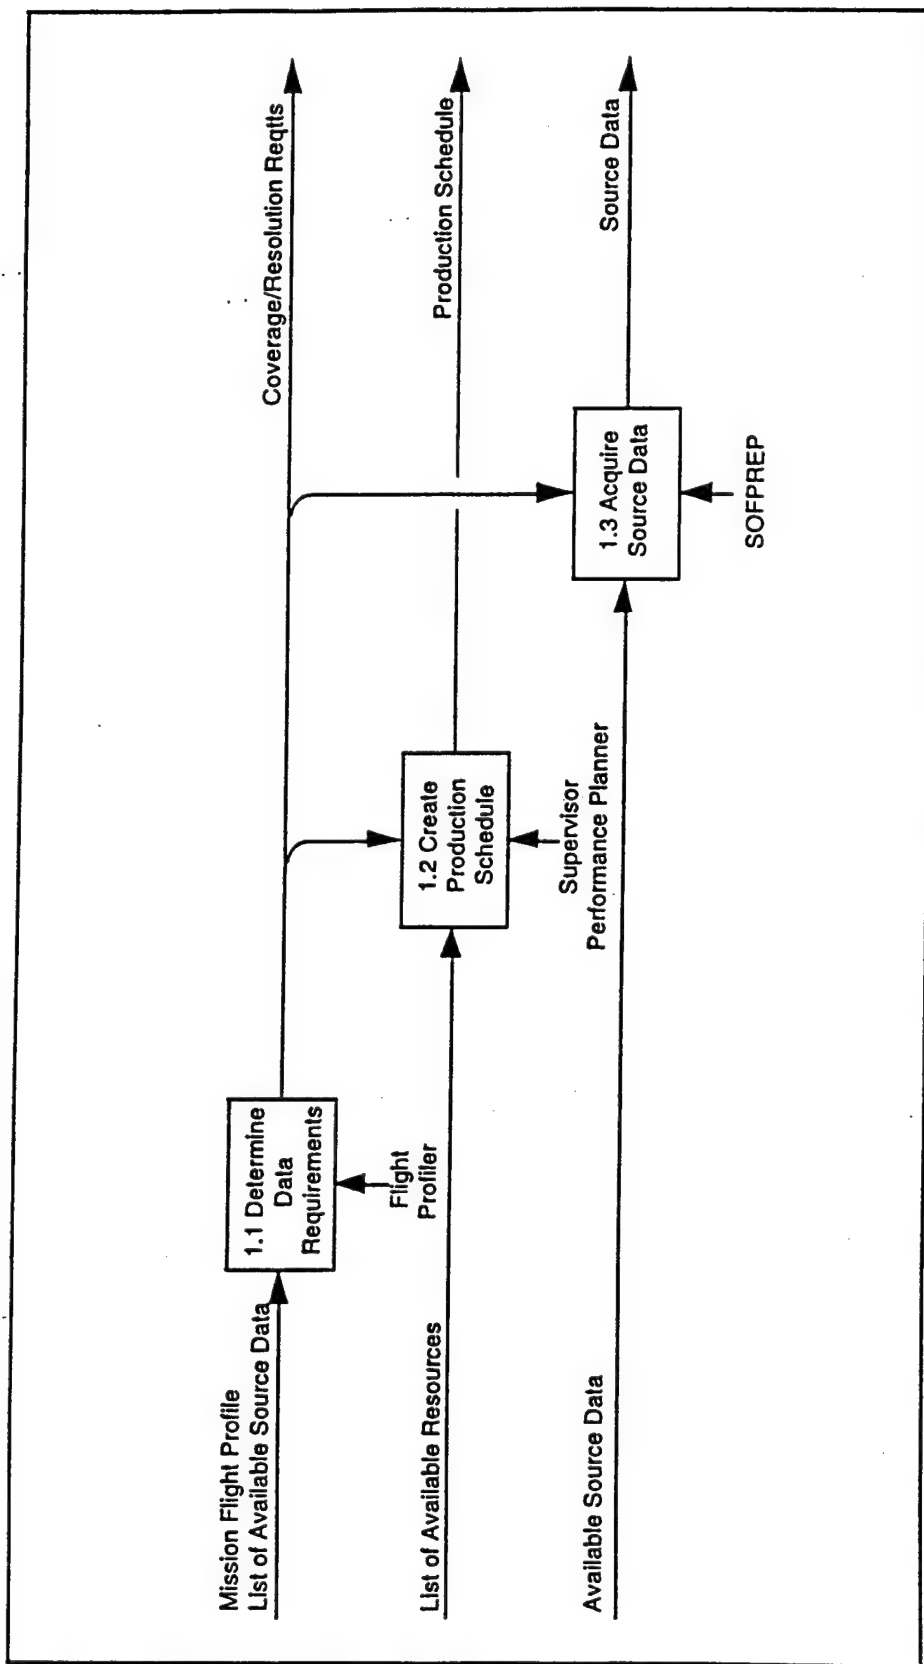 Mission Flight Profile
List of Available Source Data
1.1 Determine
Data
Requirements
Flight
Profiler
Coverage/Resolution Reqtts
List of Available Resources
1.2 Create
Production
Schedule
Supervisor
Performance Planner
Production Schedule
Available Source Data
1.3 Acquire
Source Data
SOFPREP
Source Data